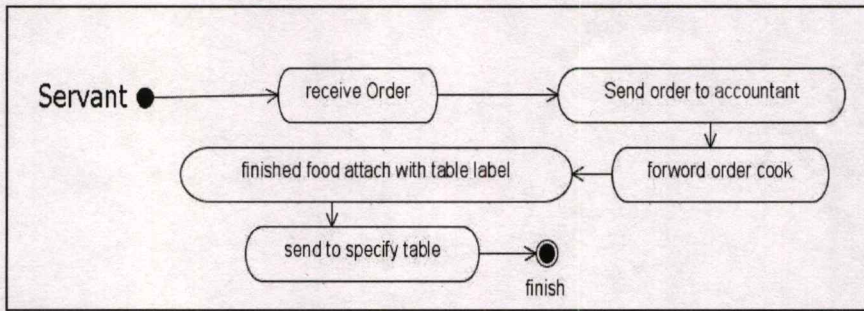 Servant
receive Order
Send order to accountant
forword order cook
finished food attach with table label
send to specify table
finish